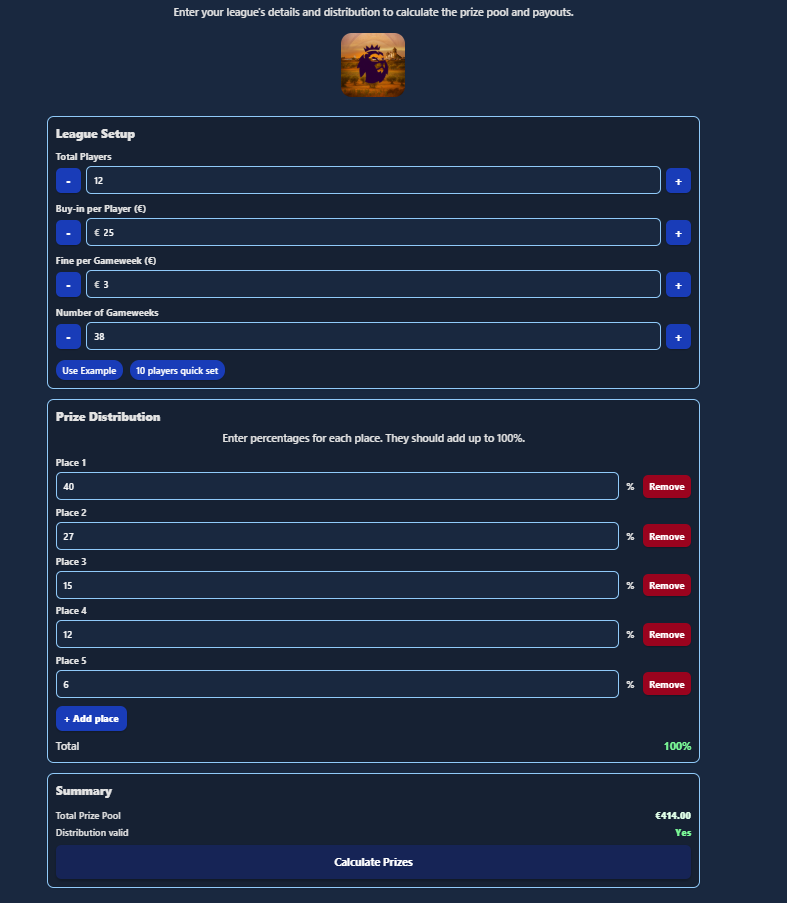 Enter your league's details and distribution to calculate the prize pool and payouts.
League Setup
Total Players
- 12 +
Buy-in per Player (€)
- € 25 +
Fine per Gameweek (€)
- € 3 +
Number of Gameweeks
- 38 +
Use Example 10 players quick set
Prize Distribution
Enter percentages for each place. They should add up to 100%.
Place 1
40 % Remove
Place 2
27 % Remove
Place 3
15 % Remove
Place 4
12 % Remove
Place 5
6 % Remove
+ Add place
Total 100%
Summary
Total Prize Pool €414.00
Distribution valid Yes
Calculate Prizes